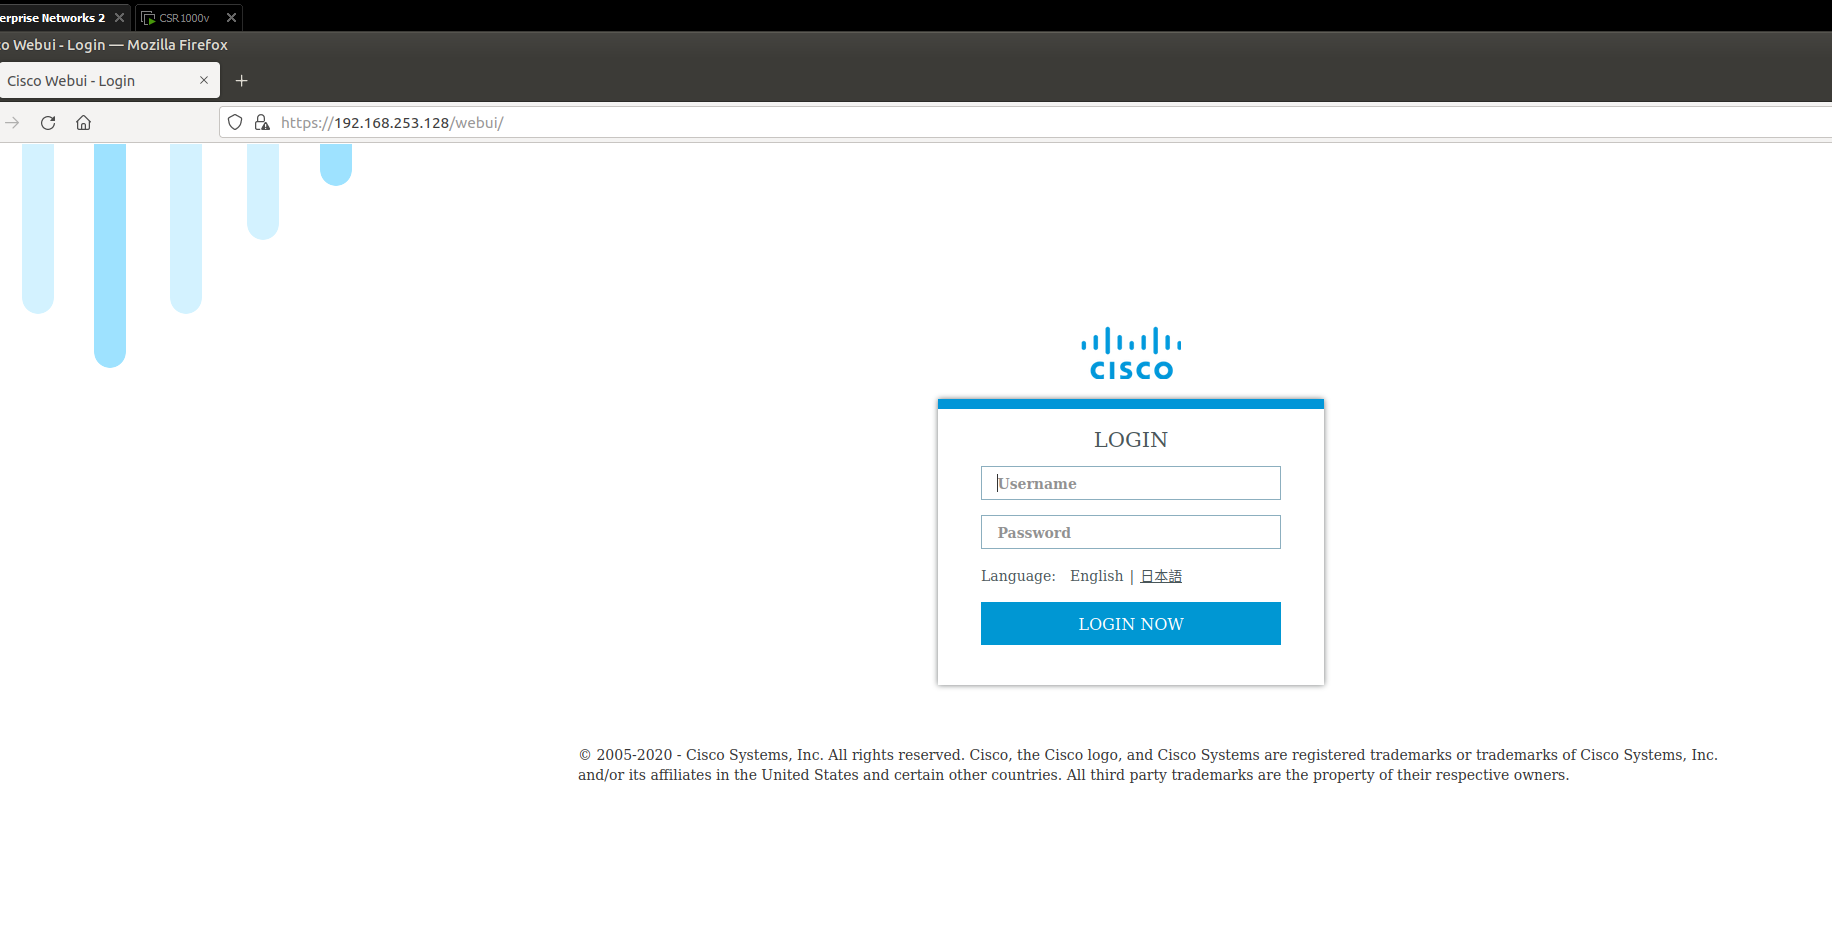 erprise Networks 2
CSR1000v
o Webui - Login — Mozilla Firefox
Cisco Webui - Login
https://192.168.253.128/webui/
CISCO
LOGIN
Username
Password
Language: English | 日本語
LOGIN NOW
© 2005-2020 - Cisco Systems, Inc. All rights reserved. Cisco, the Cisco logo, and Cisco Systems are registered trademarks or trademarks of Cisco Systems, Inc.
and/or its affiliates in the United States and certain other countries. All third party trademarks are the property of their respective owners.